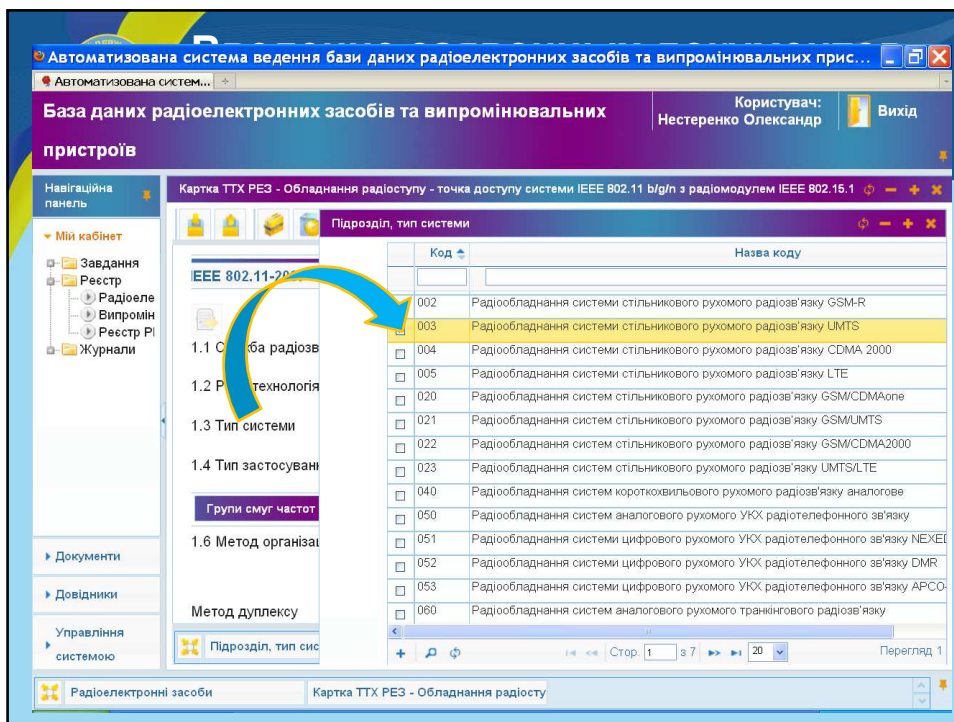 Автоматизована система ведення бази даних радіоелектронних засобів та випромінювальних прис...
Автоматизована систем...
База даних радіоелектронних засобів та випромінювальних
пристроїв
Користувач:
Нестеренко Олександр
Вихід
Навігаційна
панель
Мій кабінет
Завдання
Реєстр
Радіоеле
Випромін
Реєстр РІ
Журнали
Документи
Довідники
Управління
системою
Картка ТТХ РЕЗ - Обладнання радіоступу - точка доступу системи IEEE 802.11 b/g/n з радіомодулем IEEE 802.15.1
IEEE 802.11-20
1.1 Служба радіозв
1.2 Р технологія
1.3 Тип системи
1.4 Тип застосуван
Групи смуг частот
1.6 Метод організац
Метод дуплексу
Підрозділ, тип сис
Підрозділ, тип системи
Код Назва коду
002 Радіообладнання системи стільникового рухомого радіозв'язку GSM-R
003 Радіообладнання системи стільникового рухомого радіозв'язку UMTS
004 Радіообладнання системи стільникового рухомого радіозв'язку CDMA 2000
005 Радіообладнання системи стільникового рухомого радіозв'язку LTE
020 Радіообладнання систем стільникового рухомого радіозв'язку GSM/CDMAone
021 Радіообладнання систем стільникового рухомого радіозв'язку GSM/UMTS
022 Радіообладнання систем стільникового рухомого радіозв'язку GSM/CDMA2000
023 Радіообладнання систем стільникового рухомого радіозв'язку UMTS/LTE
040 Радіообладнання систем короткохвильового рухомого радіозв'язку аналогове
050 Радіообладнання систем аналогового рухомого УКХ радіотелефонного зв'язку
051 Радіообладнання системи цифрового рухомого УКХ радіотелефонного зв'язку NEXED
052 Радіообладнання системи цифрового рухомого УКХ радіотелефонного зв'язку DMR
053 Радіообладнання системи цифрового рухомого УКХ радіотелефонного зв'язку APCO-
060 Радіообладнання систем аналогового рухомого транкінгового радіозв'язку
Стор. 1 з 7 20 Перегляд 1
Радіоелектронні засоби
Картка ТТХ РЕЗ - Обладнання радіосту